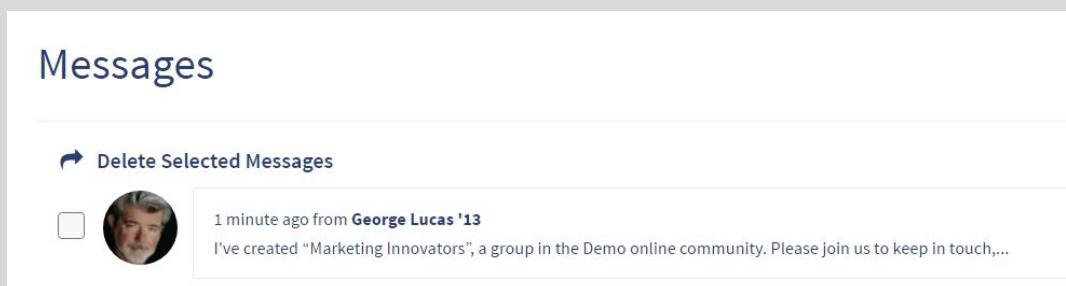 Messages
Delete Selected Messages
1 minute ago from George Lucas '13
I've created “Marketing Innovators”, a group in the Demo online community. Please join us to keep in touch,...